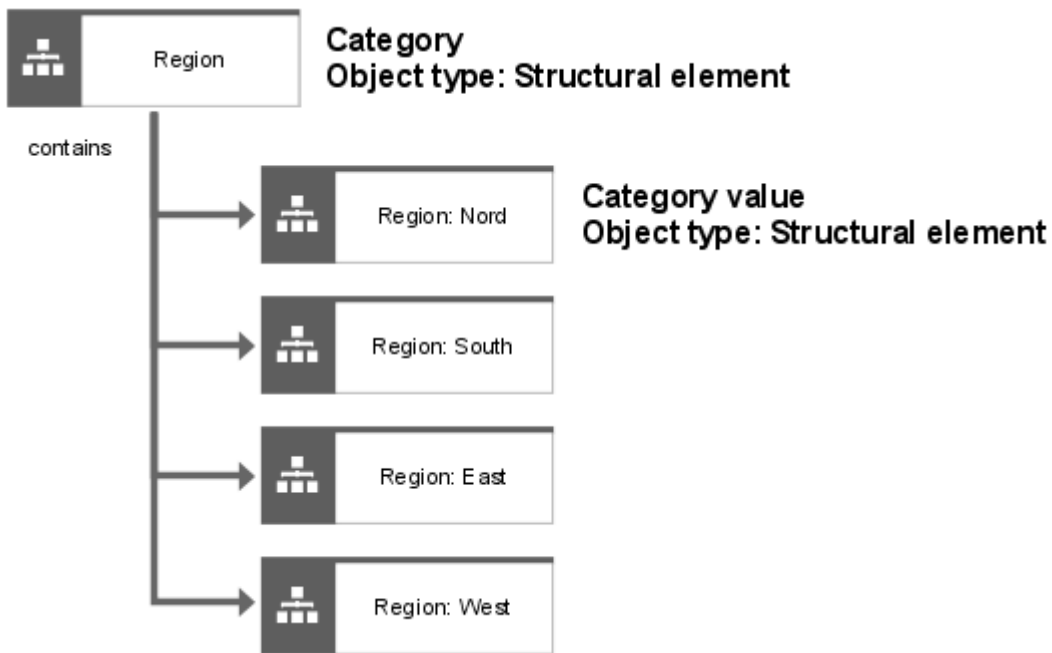 Region
Category
Object type: Structural element
contains
Region: Nord
Category value
Object type: Structural element
Region: South
Region: East
Region: West